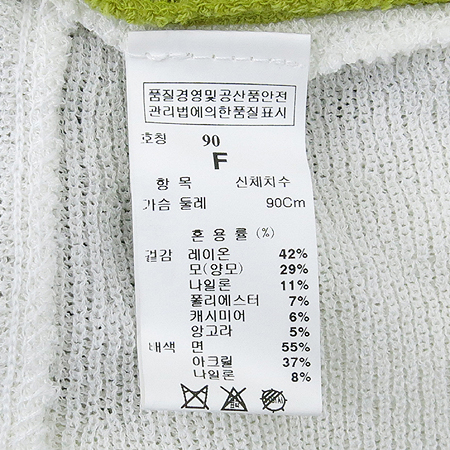 품질경영및공산품안전
관리법에의한품질표시
호칭 90
F
항 목 신체치수
가슴 둘레 90Cm
혼 용 률 (%)
겉감 레이온 42%
모(양모) 29%
나일론 11%
폴리에스터 7%
캐시미어 6%
앙고라 5%
배색 면 55%
아크릴 37%
나일론 8%